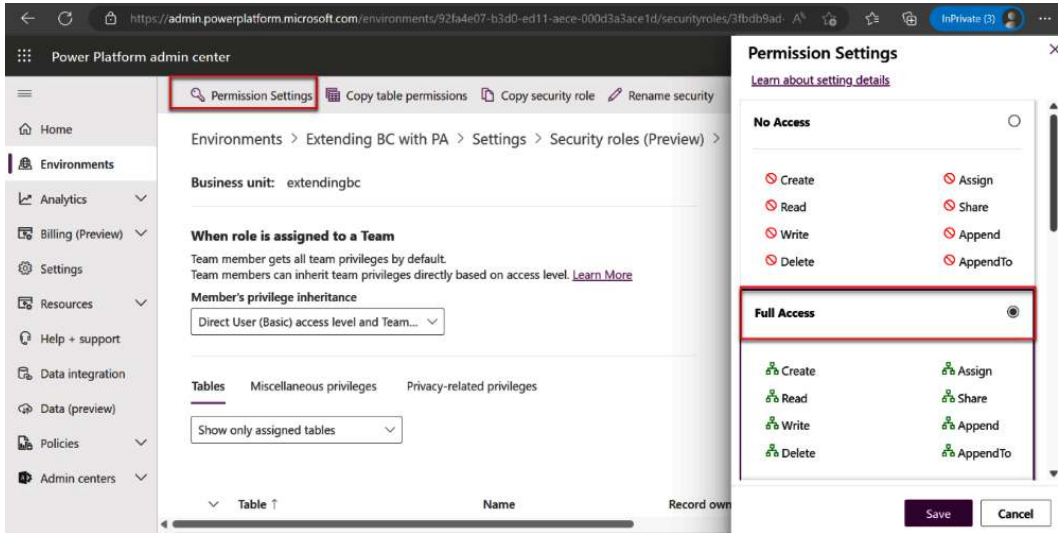 https://admin.powerplatform.microsoft.com/environments/92fa4e07-b3d0-ed11-aece-000d3a3ace1d/securityroles/3fbdb9ad-
InPrivate (3)
Power Platform admin center
Home
Environments
Analytics
Billing (Preview)
Settings
Resources
Help + support
Data integration
Data (preview)
Policies
Admin centers
Permission Settings Copy table permissions Copy security role Rename security
Environments > Extending BC with PA > Settings > Security roles (Preview) >
Business unit: extendingbc
When role is assigned to a Team
Team member gets all team privileges by default.
Team members can inherit team privileges directly based on access level. Learn More
Member's privilege inheritance
Direct User (Basic) access level and Team...
Tables Miscellaneous privileges Privacy-related privileges
Show only assigned tables
Table ↑ Name Record own
Permission Settings
Learn about setting details
No Access
Create Assign
Read Share
Write Append
Delete AppendTo
Full Access
Create Assign
Read Share
Write Append
Delete AppendTo
Save Cancel